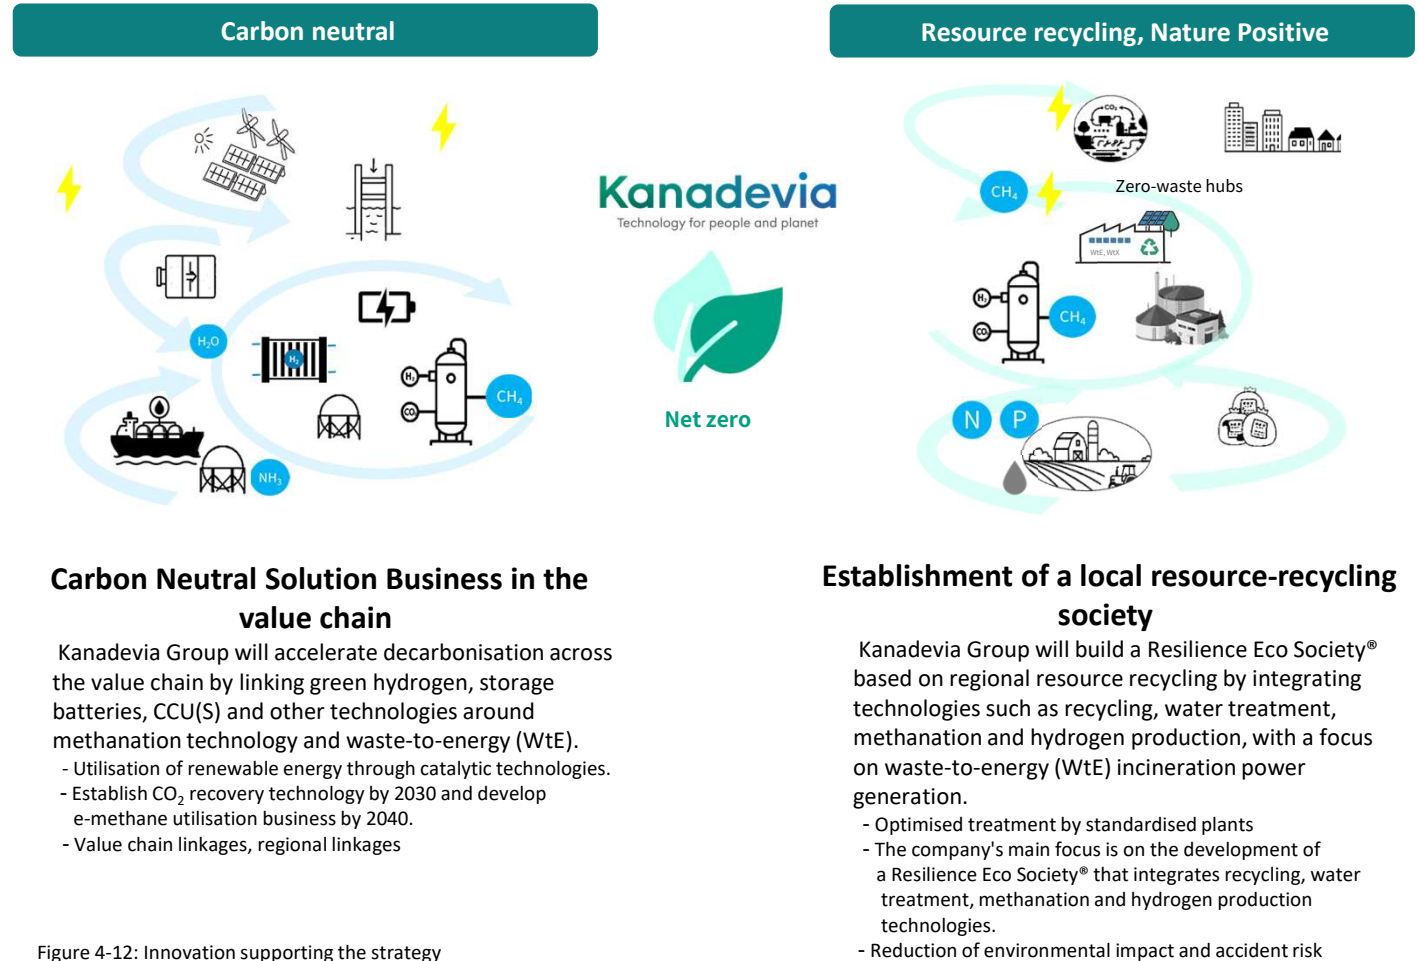 Carbon neutral
H₂O
H₂
H₂
CO₂
CH₄
NH₃
Kanadevia
Technology for people and planet
Net zero
Resource recycling, Nature Positive
CO₂
CH₄
Zero-waste hubs
WtE, WtX
H₂
CO₂
CH₄
N
P
Carbon Neutral Solution Business in the
value chain
Kanadevia Group will accelerate decarbonisation across
the value chain by linking green hydrogen, storage
batteries, CCU(S) and other technologies around
methanation technology and waste-to-energy (WtE).
- Utilisation of renewable energy through catalytic technologies.
- Establish CO₂ recovery technology by 2030 and develop
e-methane utilisation business by 2040.
- Value chain linkages, regional linkages
Establishment of a local resource-recycling
society
Kanadevia Group will build a Resilience Eco Society®
based on regional resource recycling by integrating
technologies such as recycling, water treatment,
methanation and hydrogen production, with a focus
on waste-to-energy (WtE) incineration power
generation.
- Optimised treatment by standardised plants
- The company's main focus is on the development of
a Resilience Eco Society® that integrates recycling, water
treatment, methanation and hydrogen production
technologies.
- Reduction of environmental impact and accident risk
Figure 4-12: Innovation supporting the strategy